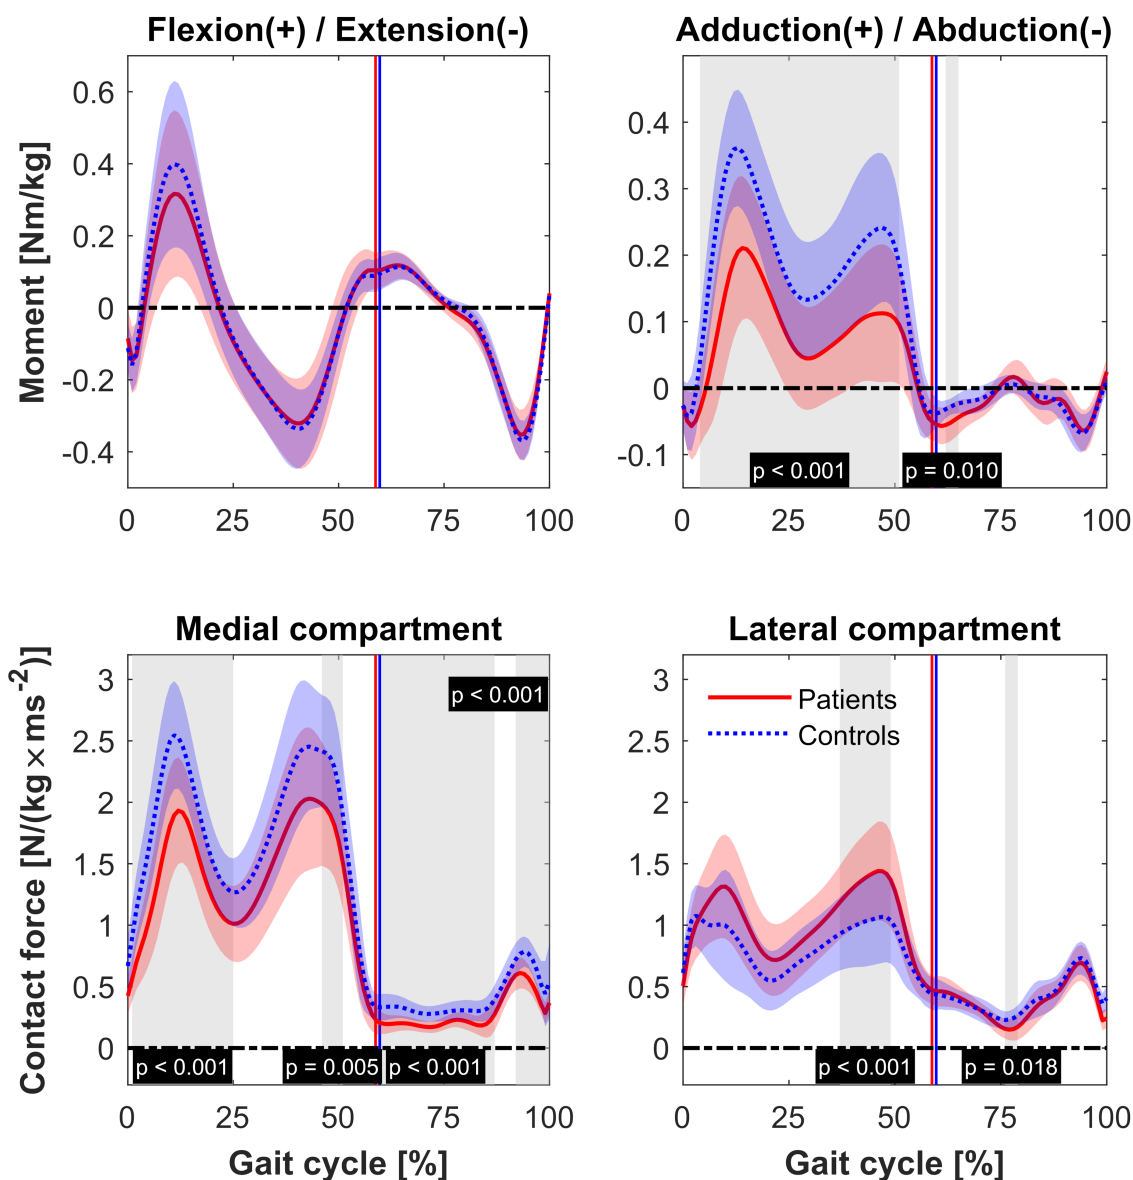 Flexion(+) / Extension(-)
Adduction(+) / Abduction(-)
Moment [Nm/kg]
0.6
0.4
0.2
0
-0.2
-0.4
0 25 50 75 100
0.4
0.3
0.2
0.1
0
-0.1
p < 0.001
p = 0.010
0 25 50 75 100
Medial compartment
Lateral compartment
Contact force [N/(kg × ms⁻²)]
3
2.5
2
1.5
1
0.5
0
p < 0.001
p < 0.001
p = 0.005
p < 0.001
0 25 50 75 100
Gait cycle [%]
3
2.5
2
1.5
1
0.5
0
Patients
Controls
p < 0.001
p = 0.018
0 25 50 75 100
Gait cycle [%]